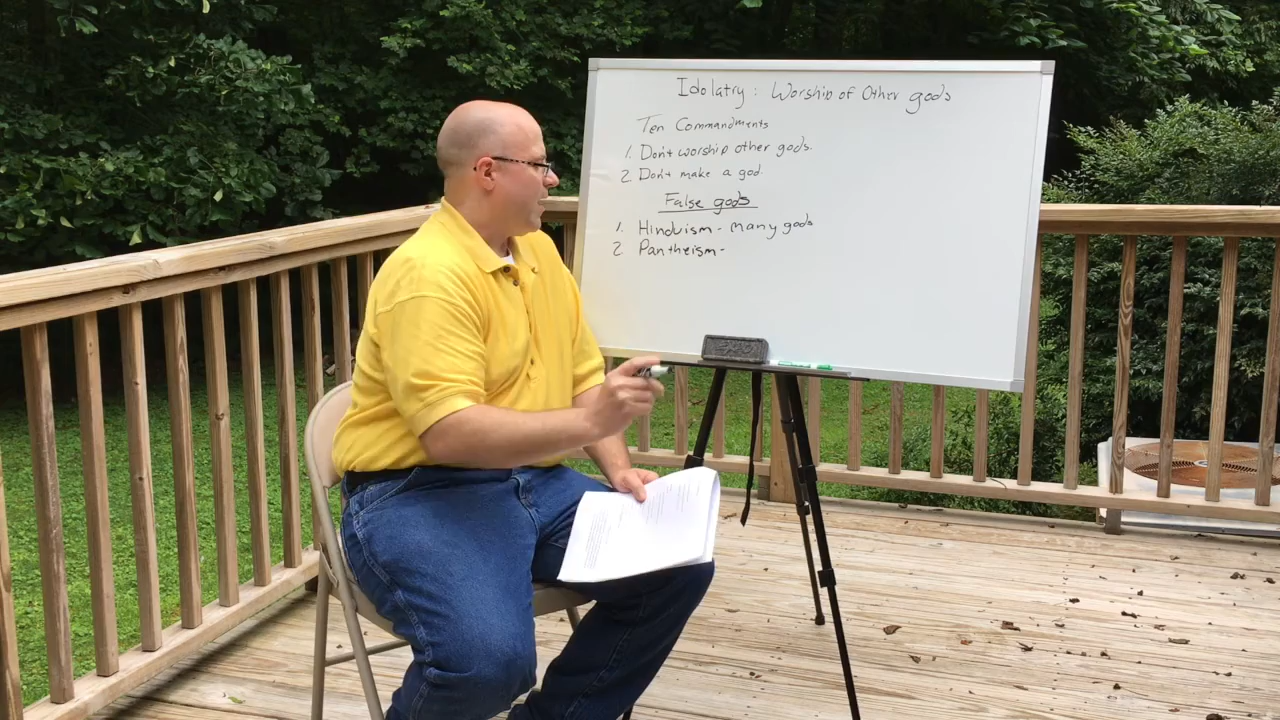 Idolatry : Worship of Other gods
Ten Commandments
1. Don't worship other gods.
2. Don't make a god.
False gods
1. Hinduism - many gods
2 Pantheism -